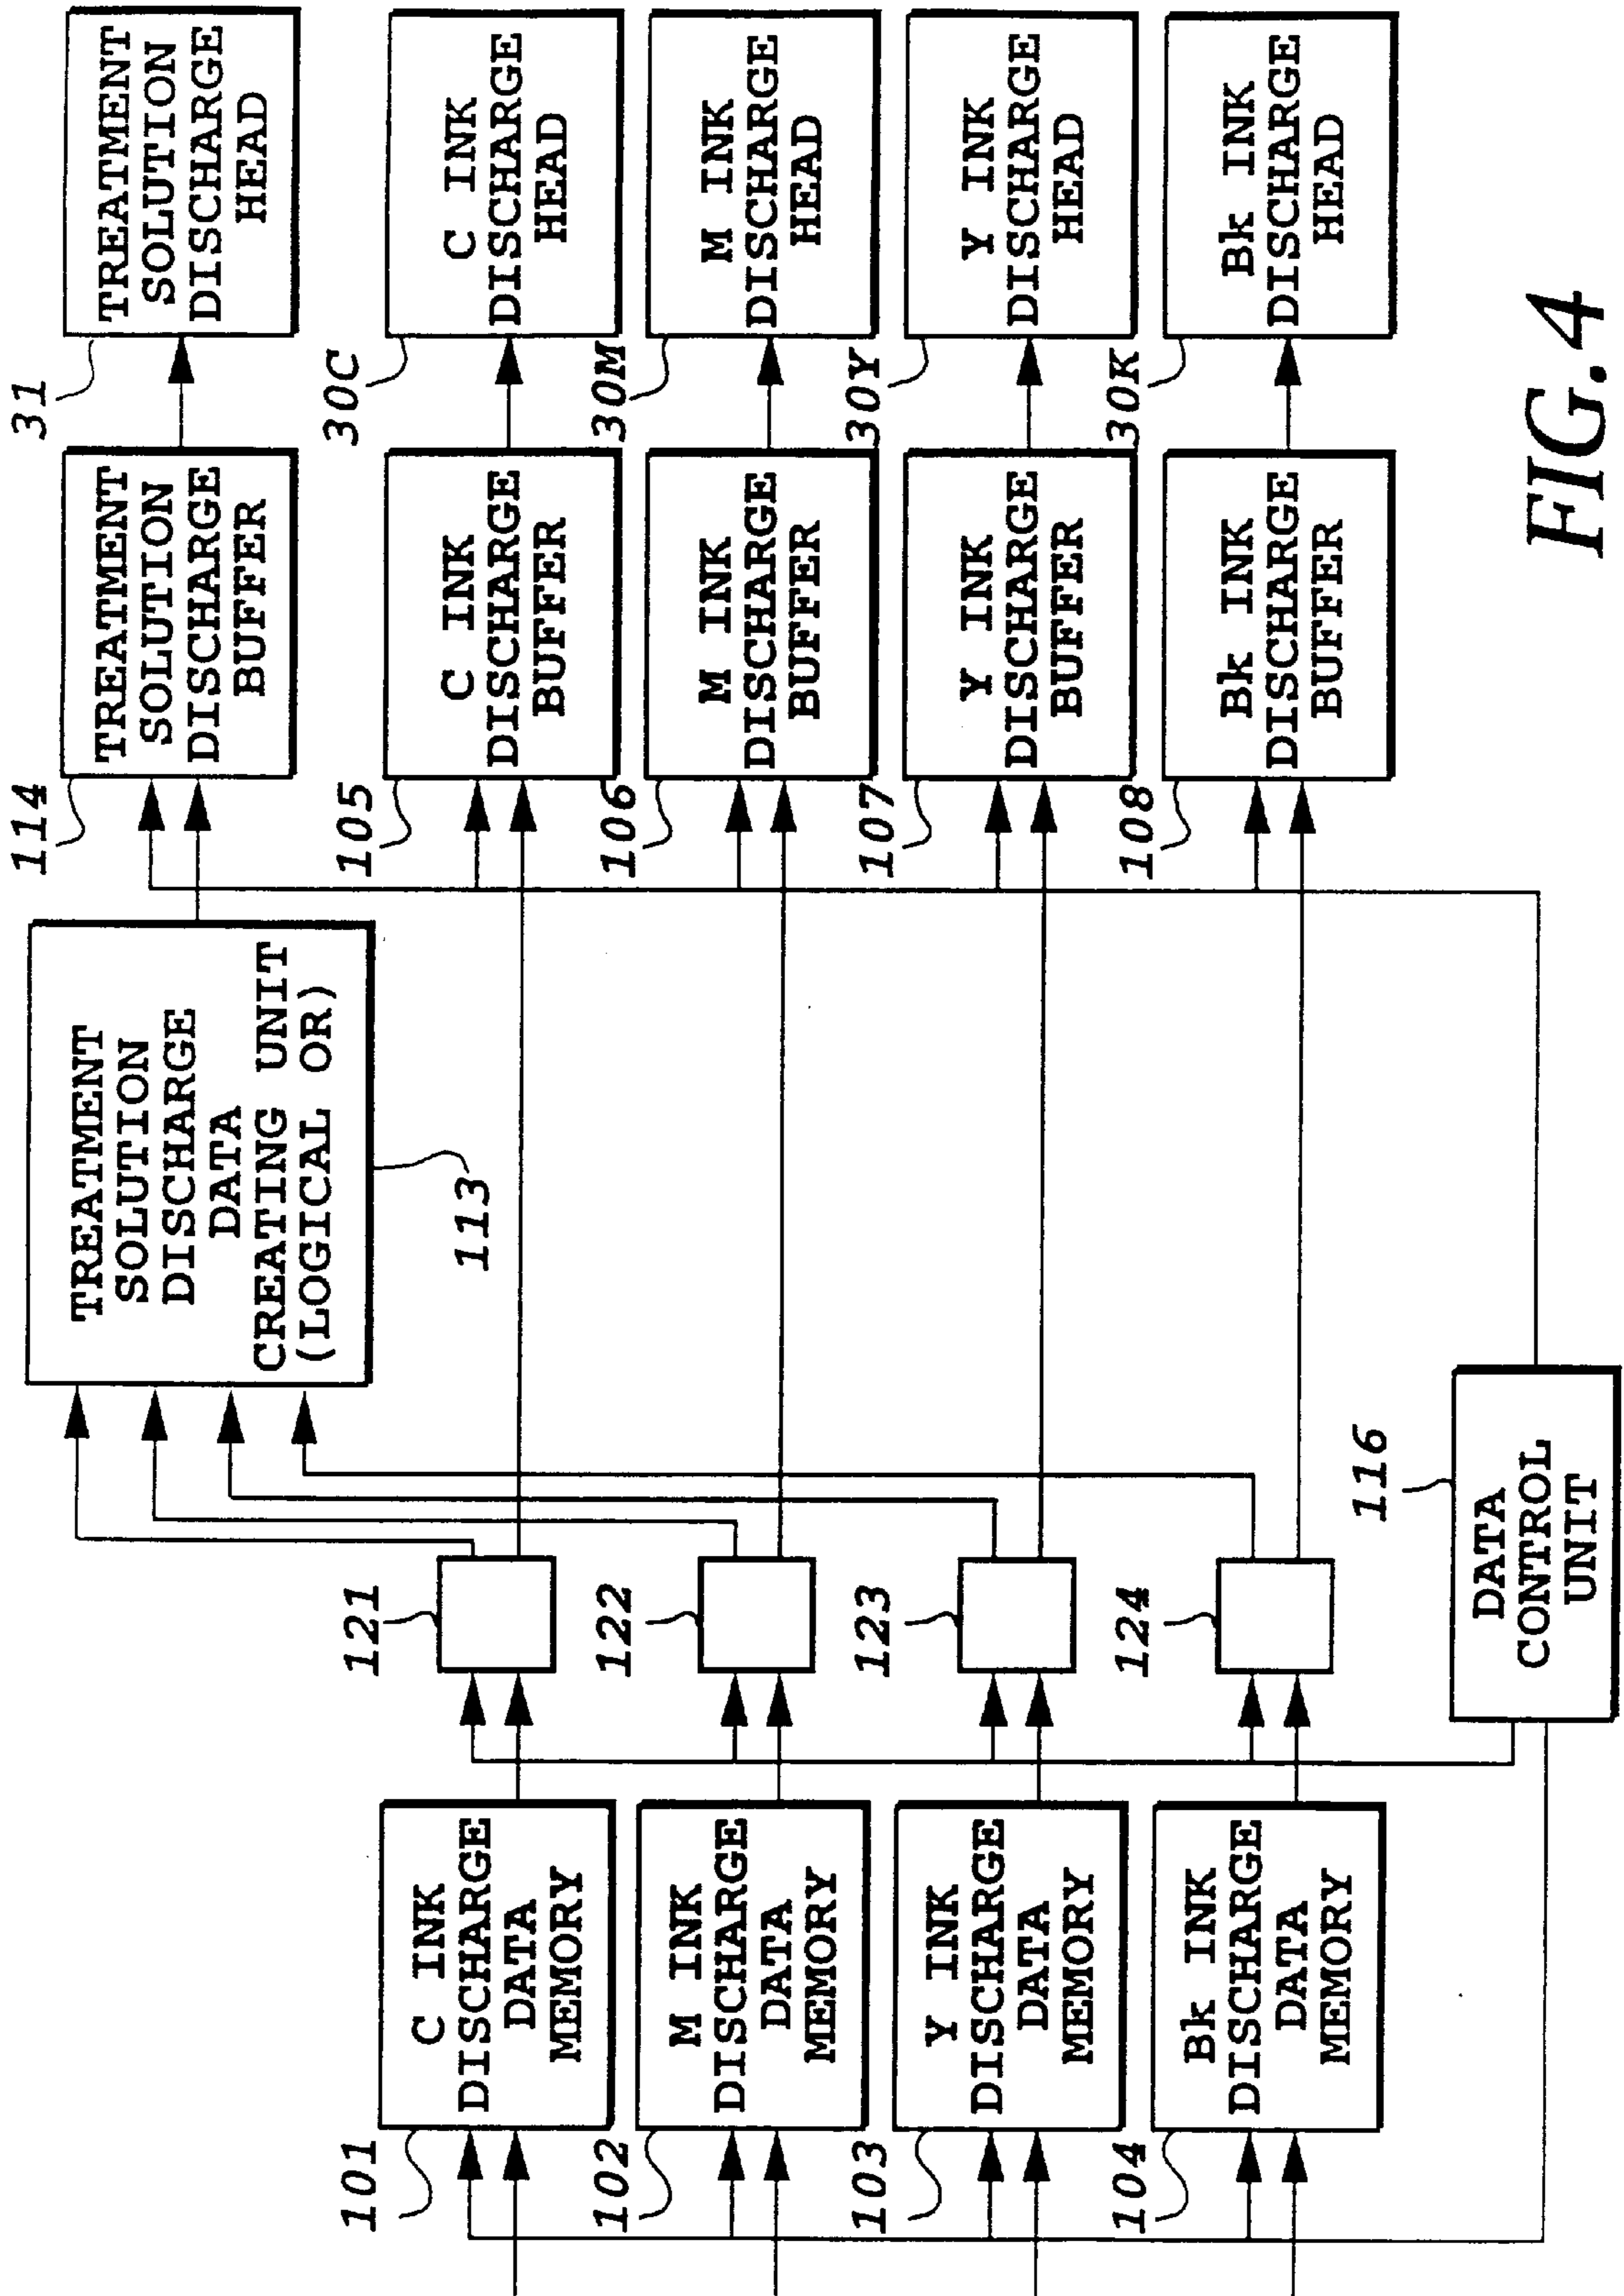 101
C INK
DISCHARGE
DATA
MEMORY
102
M INK
DISCHARGE
DATA
MEMORY
103
Y INK
DISCHARGE
DATA
MEMORY
104
Bk INK
DISCHARGE
DATA
MEMORY
121
122
123
124
116
DATA
CONTROL
UNIT
TREATMENT
SOLUTION
DISCHARGE
DATA
CREATING UNIT
(LOGICAL OR)
113
114
TREATMENT
SOLUTION
DISCHARGE
BUFFER
105
C INK
DISCHARGE
BUFFER
106
M INK
DISCHARGE
BUFFER
107
Y INK
DISCHARGE
BUFFER
108
Bk INK
DISCHARGE
BUFFER
31
TREATMENT
SOLUTION
DISCHARGE
HEAD
30C
C INK
DISCHARGE
HEAD
30M
M INK
DISCHARGE
HEAD
30Y
Y INK
DISCHARGE
HEAD
30K
Bk INK
DISCHARGE
HEAD
FIG.4